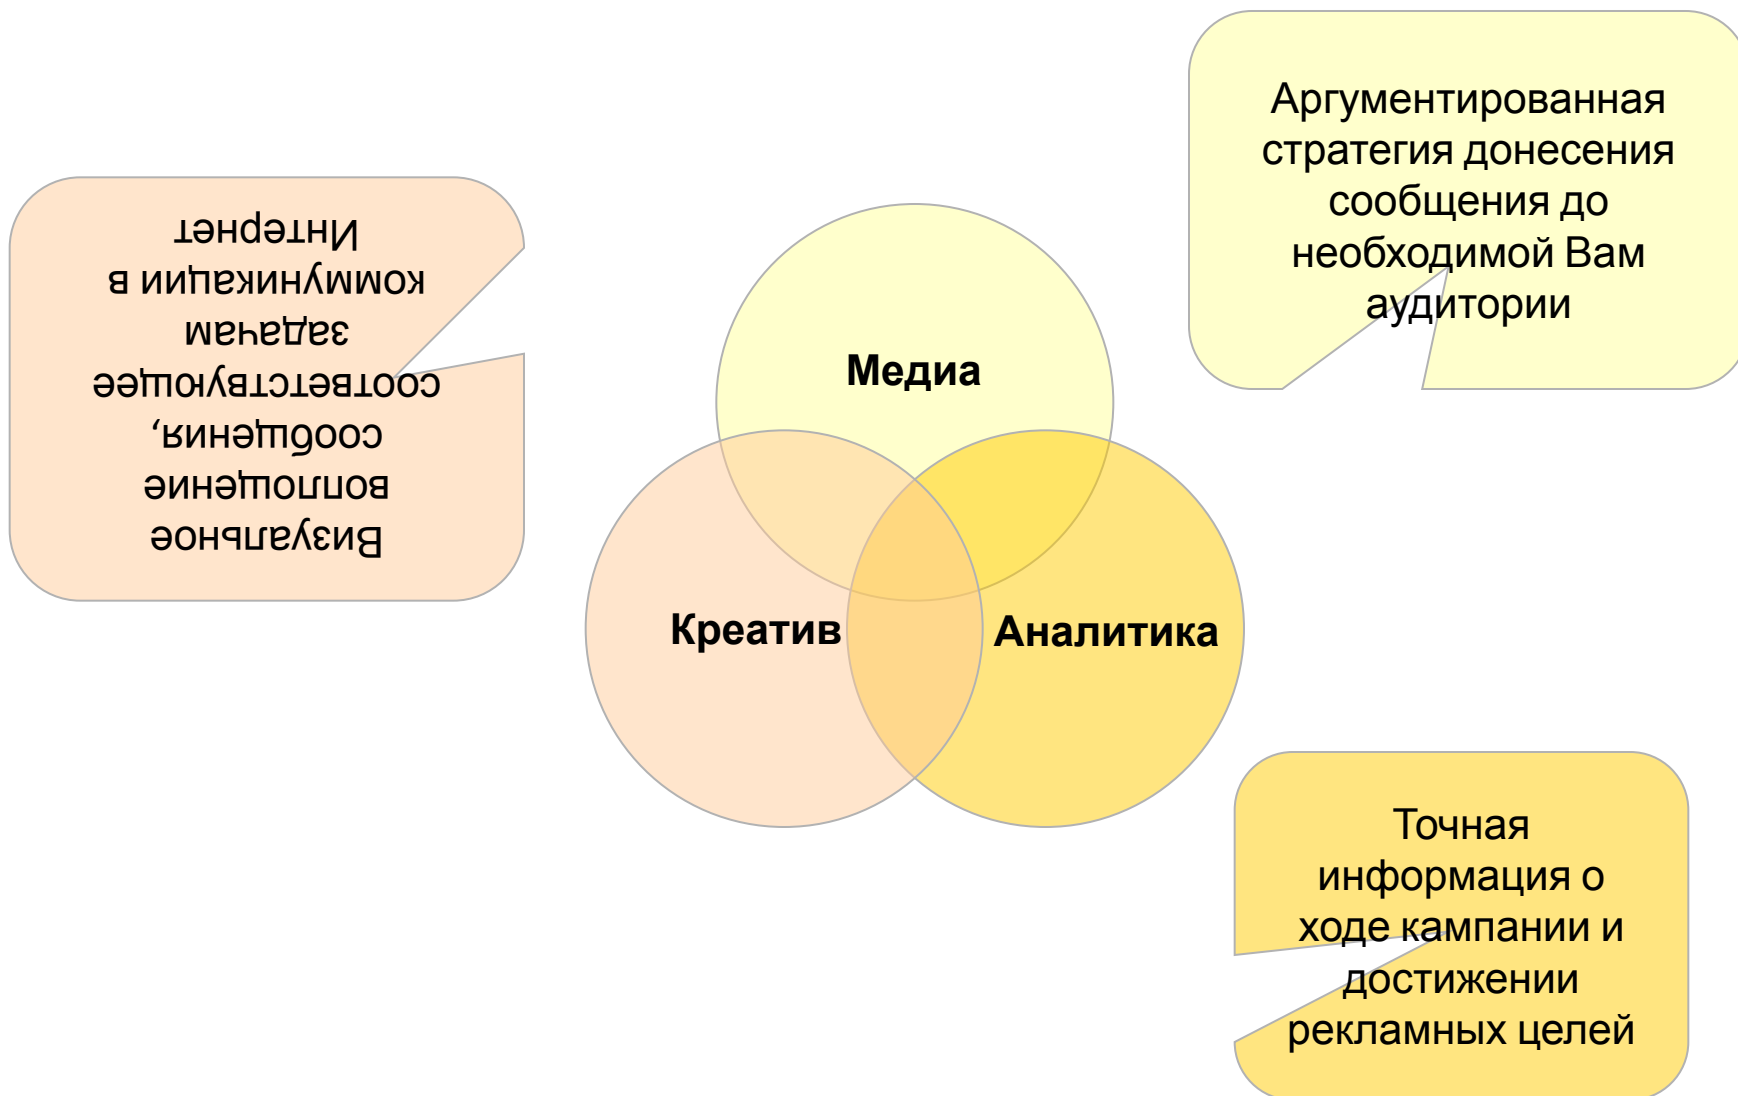 Аргументированная
стратегия донесения
сообщения до
необходимой Вам
аудитории
Визуальное
воплощение
сообщения,
соответствующее
задачам
коммуникации в
Интернет
Медиа
Креатив
Аналитика
Точная
информация о
ходе кампании и
достижении
рекламных целей